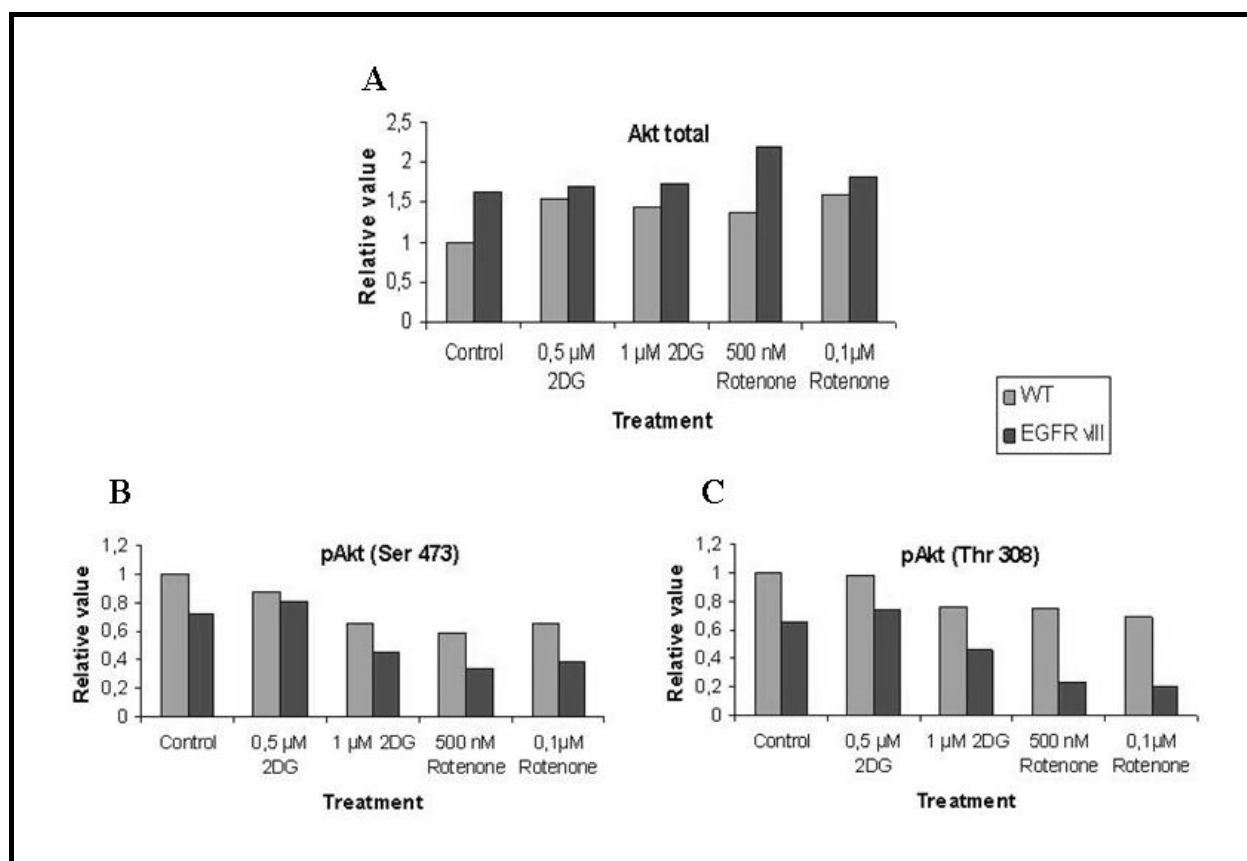 A
Akt total
Relative value
2,5
2
1,5
1
0,5
0
Control
0,5 µM
2DG
1 µM 2DG
500 nM
Rotenone
0,1µM
Rotenone
Treatment
WT
EGFR vIII
B
pAkt (Ser 473)
Relative value
1,2
1
0,8
0,6
0,4
0,2
0
Control
0,5 µM
2DG
1 µM 2DG
500 nM
Rotenone
0,1µM
Rotenone
Treatment
C
pAkt (Thr 308)
Relative value
1,2
1
0,8
0,6
0,4
0,2
0
Control
0,5 µM
2DG
1 µM 2DG
500 nM
Rotenone
0,1µM
Rotenone
Treatment